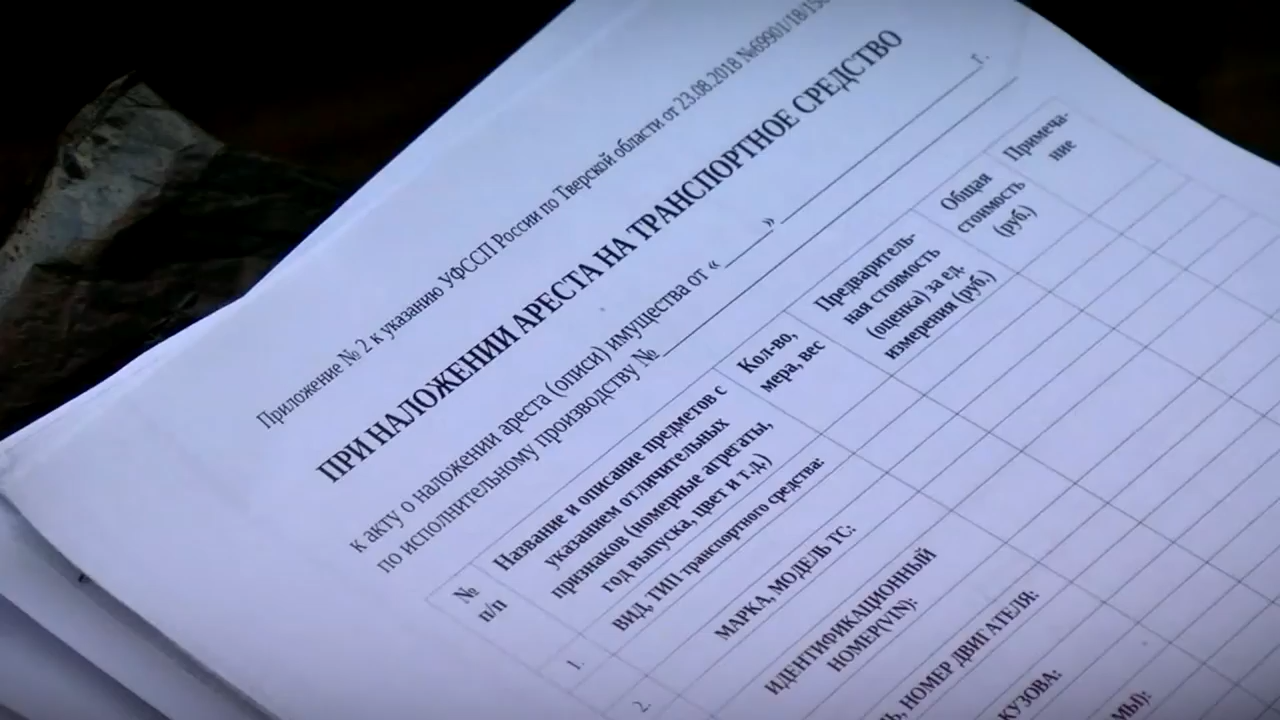 Приложение № 2 к указанию УФССП России по Тверской области от 23.08.2018 №69901/18/
ПРИ НАЛОЖЕНИИ АРЕСТА НА ТРАНСПОРТНОЕ СРЕДСТВО
к акту о наложении ареста (описи) имущества от «____» ____________г.
по исполнительному производству №____________
№
п/п
Название и описание предметов с
указанием отличительных
признаков (номерные агрегаты,
год выпуска, цвет и т.д.)
Кол-во,
мера, вес
Предваритель-
ная стоимость
(оценка) за ед.
измерения (руб.)
Общая
стоимость
(руб.)
Примеча-
ние
1.
ВИД, ТИП транспортного средства:
2.
МАРКА, МОДЕЛЬ ТС:
ИДЕНТИФИКАЦИОННЫЙ
НОМЕР(VIN):
НОМЕР ДВИГАТЕЛЯ:
КУЗОВА: